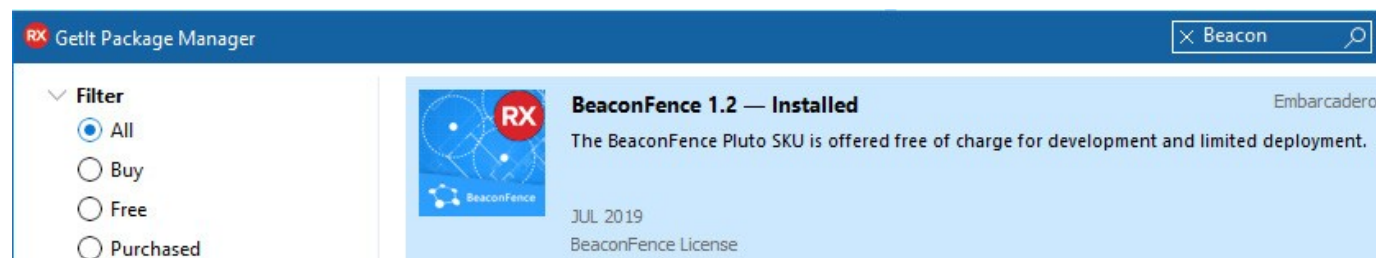 RX GetIt Package Manager
Beacon
Filter
All
Buy
Free
Purchased
RX
BeaconFence
BeaconFence 1.2 — Installed
Embarcadero
The BeaconFence Pluto SKU is offered free of charge for development and limited deployment.
JUL 2019
BeaconFence License